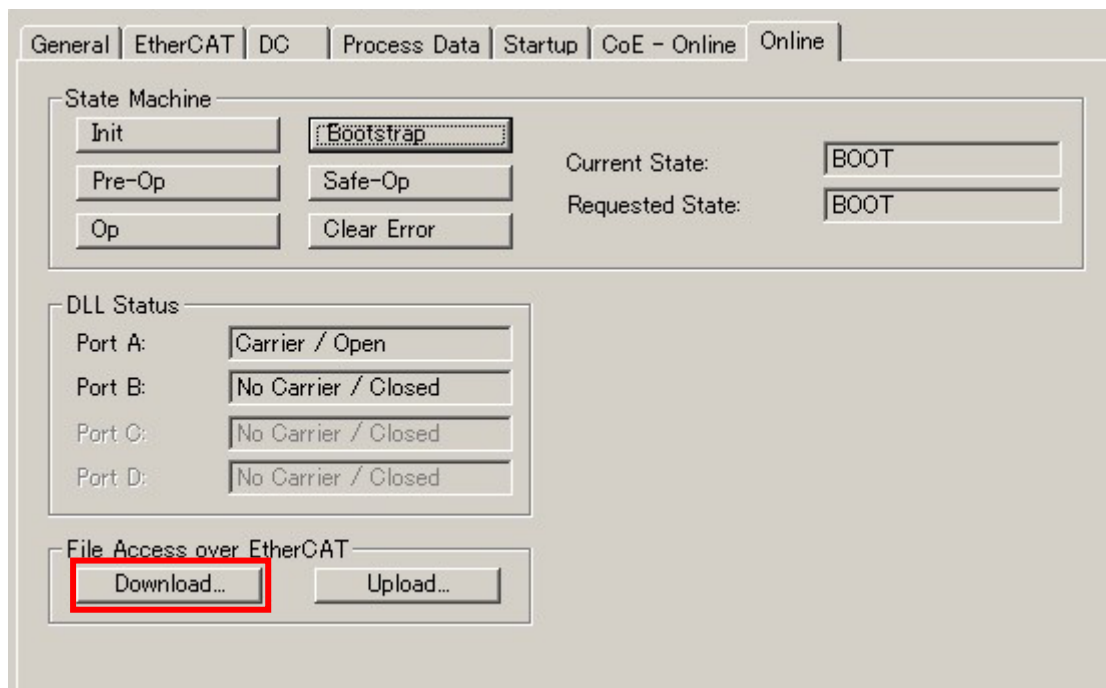 General EtherCAT DC Process Data Startup CoE - Online Online
State Machine
Init Bootstrap
Current State: BOOT
Pre-Op Safe-Op
Requested State: BOOT
Op Clear Error
DLL Status
Port A: Carrier / Open
Port B: No Carrier / Closed
Port C: No Carrier / Closed
Port D: No Carrier / Closed
File Access over EtherCAT
Download... Upload...